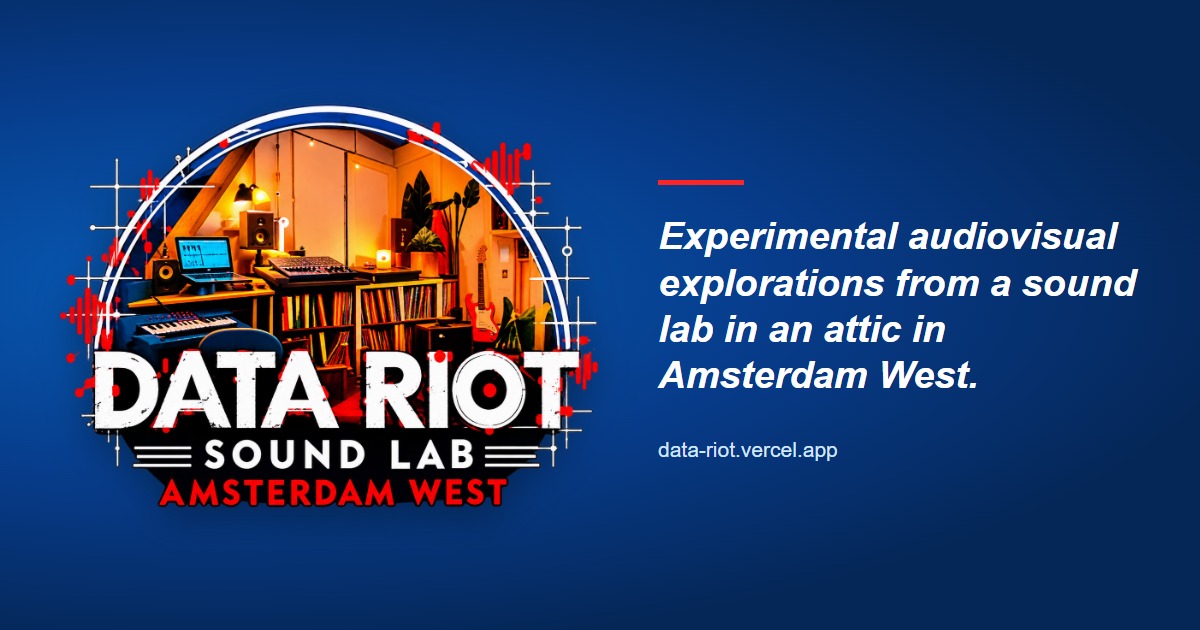 DATA RIOT
SOUND LAB
AMSTERDAM WEST
Experimental audiovisual
explorations from a sound
lab in an attic in
Amsterdam West.
data-riot.vercel.app